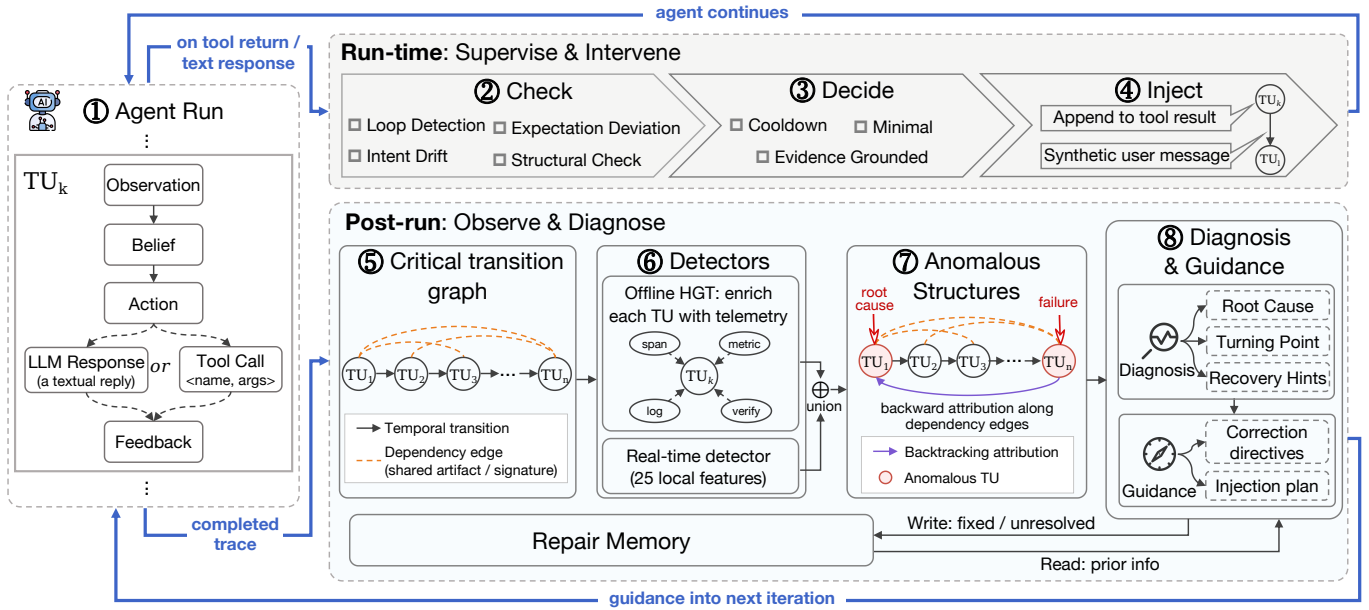 agent continues
on tool return /
text response
Run-time: Supervise & Intervene
② Check
Loop Detection
Expectation Deviation
Intent Drift
Structural Check
③ Decide
Cooldown
Minimal
Evidence Grounded
④ Inject
Append to tool result
Synthetic user message
TUk
TU1
AI
① Agent Run
⋮
TUk
Observation
Belief
Action
LLM Response
(a textual reply)
or
Tool Call
<name, args>
Feedback
⋮
completed
trace
Post-run: Observe & Diagnose
⑤ Critical transition
graph
TU1
TU2
TU3
...
TUn
Temporal transition
Dependency edge
(shared artifact / signature)
⑥ Detectors
Offline HGT: enrich
each TU with telemetry
span
metric
TUk
log
verify
Real-time detector
(25 local features)
⊕
union
⑦ Anomalous
Structures
root
cause
failure
TU1
TU2
TU3
...
TUn
backward attribution along
dependency edges
Backtracking attribution
Anomalous TU
⑧ Diagnosis
& Guidance
Root Cause
Turning Point
Recovery Hints
Diagnosis
Correction
directives
Injection plan
Guidance
Repair Memory
Write: fixed / unresolved
Read: prior info
guidance into next iteration